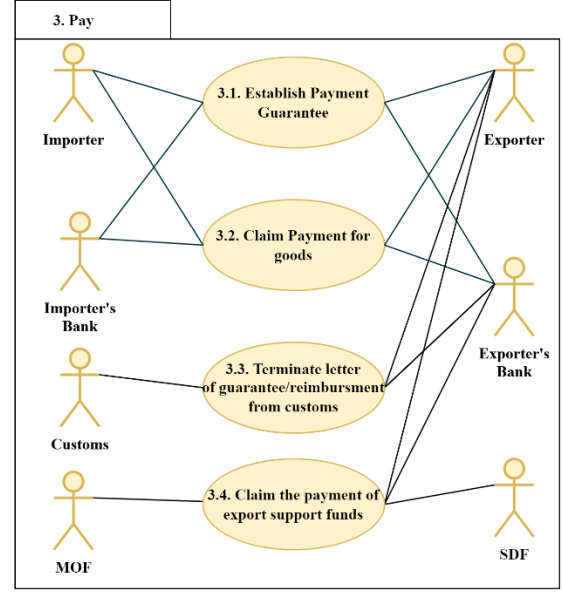 3. Pay
3.1. Establish Payment
Guarantee
Importer
Exporter
3.2. Claim Payment for
goods
Importer's
Bank
Exporter's
Bank
3.3. Terminate letter
of guarantee/reimbursment
from customs
Customs
3.4. Claim the payment of
export support funds
MOF
SDF